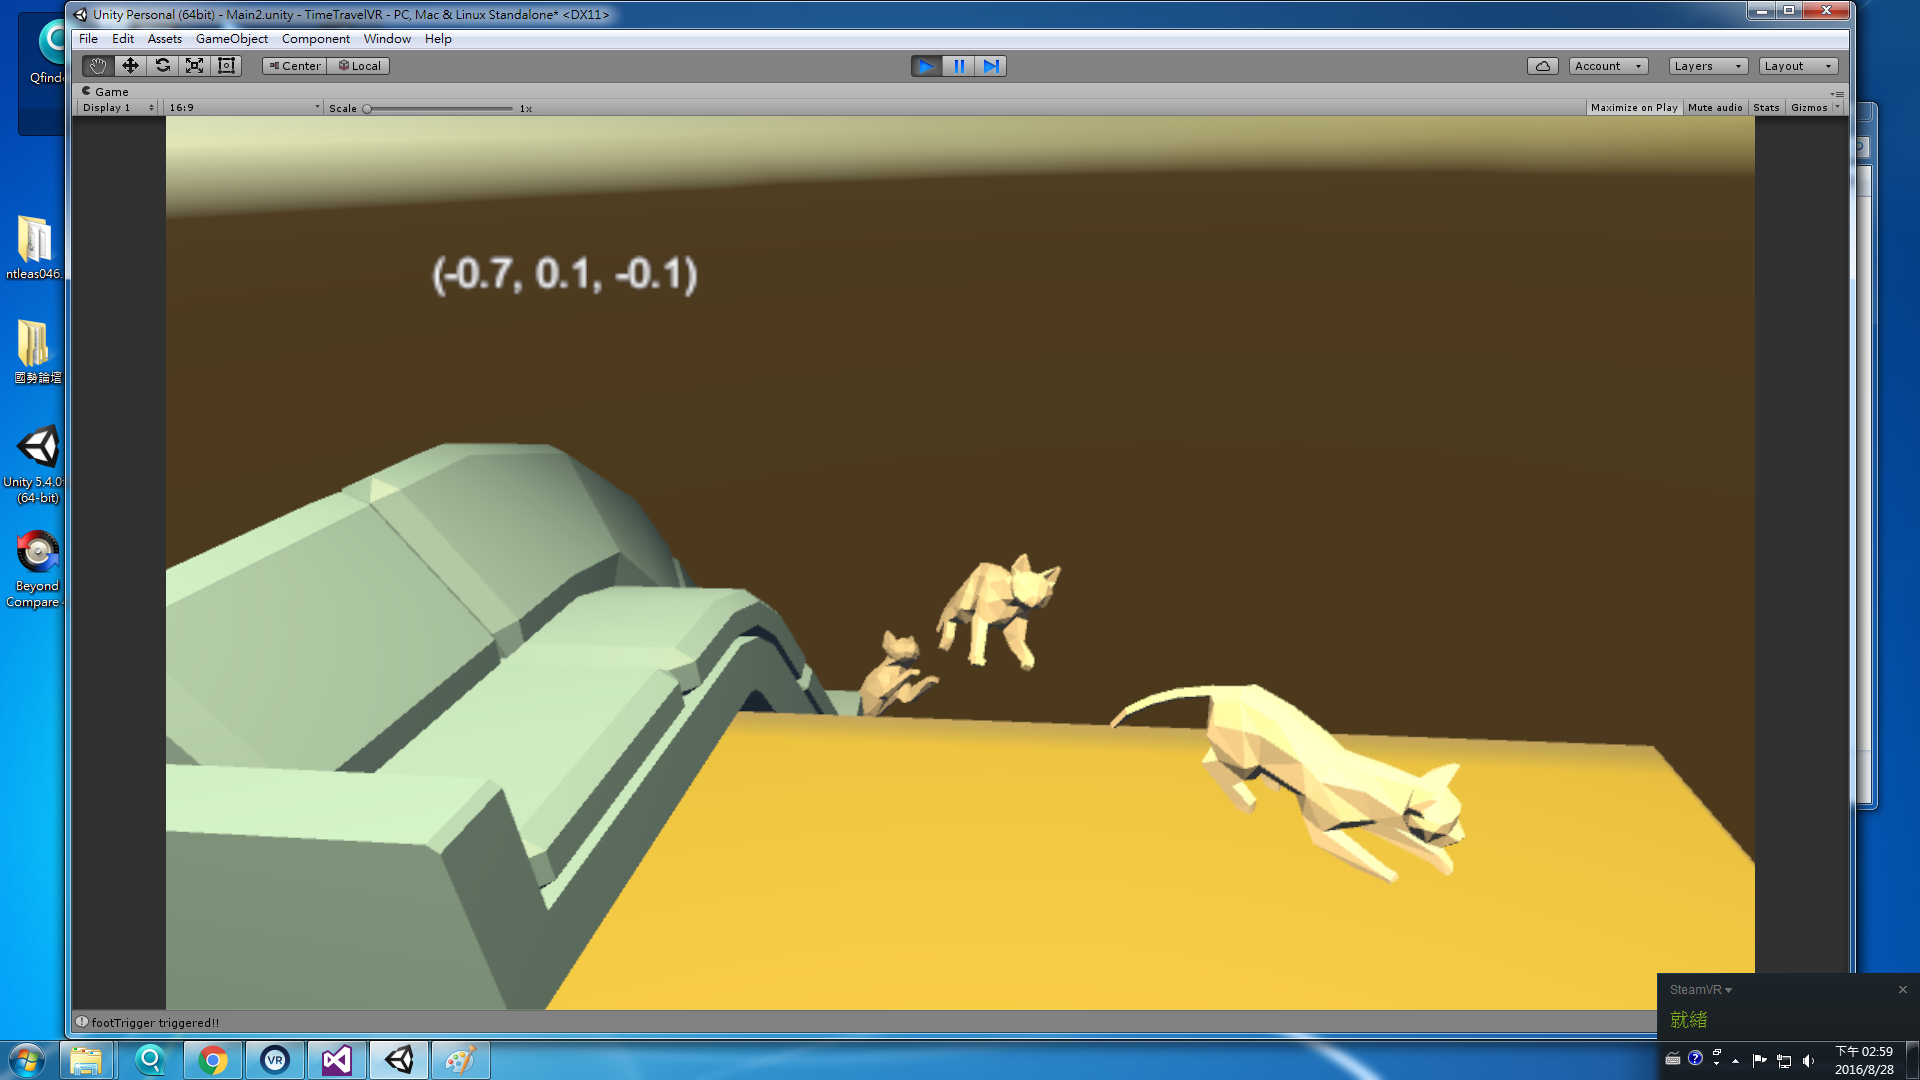 Unity Personal (64bit) - Main2.unity - TimeTravelVR - PC, Mac & Linux Standalone* <DX11>
File Edit Assets GameObject Component Window Help
Center Local
Account Layers Layout
Game
Display 1 16:9 Scale 1x
Maximize on Play Mute audio Stats Gizmos
(-0.7, 0.1, -0.1)
ntleas046.
國勢論壇
Unity 5.4.0
(64-bit)
Beyond
Compare
footTrigger triggered!!
SteamVR
就緒
VR
下午 02:59
2016/8/28